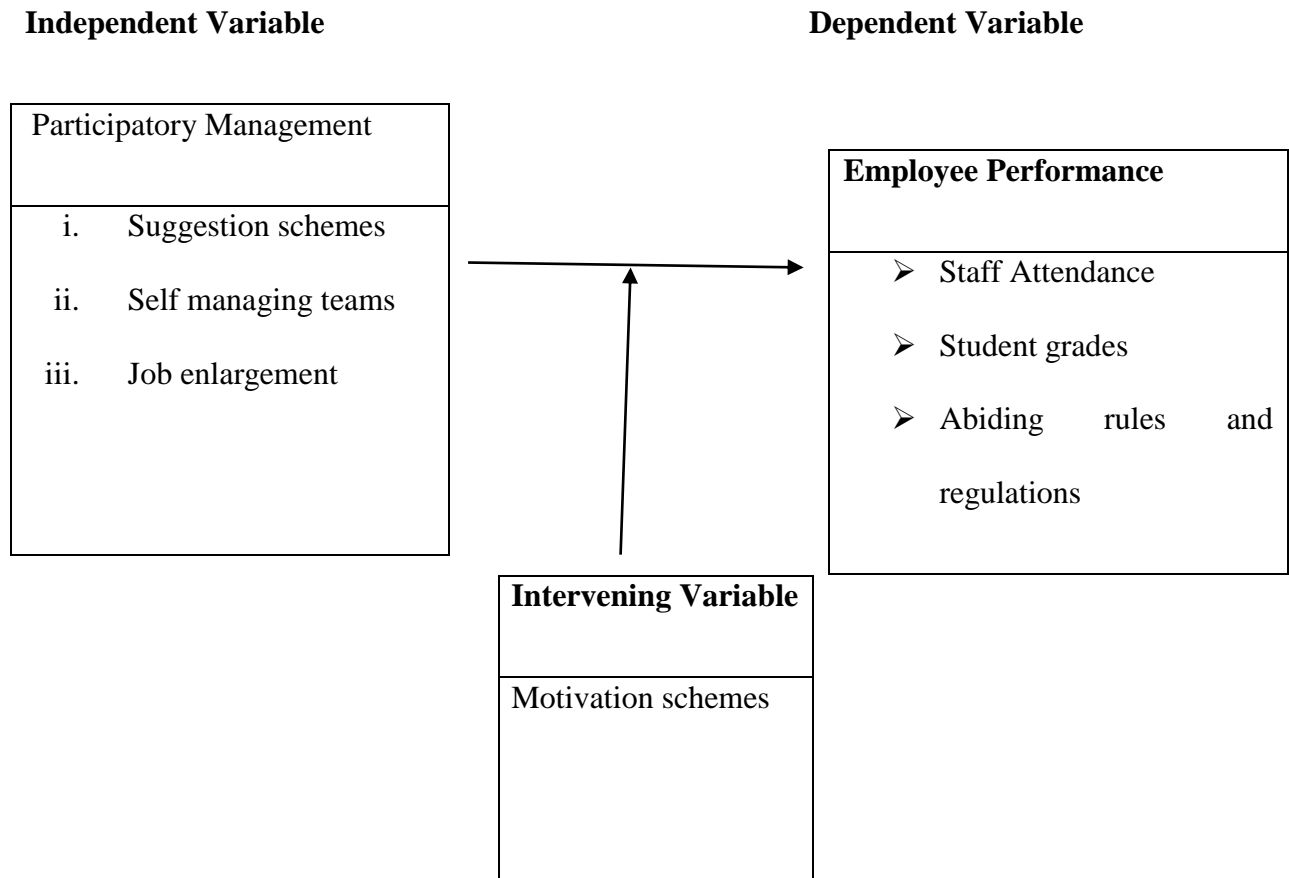 Independent Variable
Dependent Variable
Participatory Management
i. Suggestion schemes
ii. Self managing teams
iii. Job enlargement
Employee Performance
➢ Staff Attendance
➢ Student grades
➢ Abiding rules and
regulations
Intervening Variable
Motivation schemes